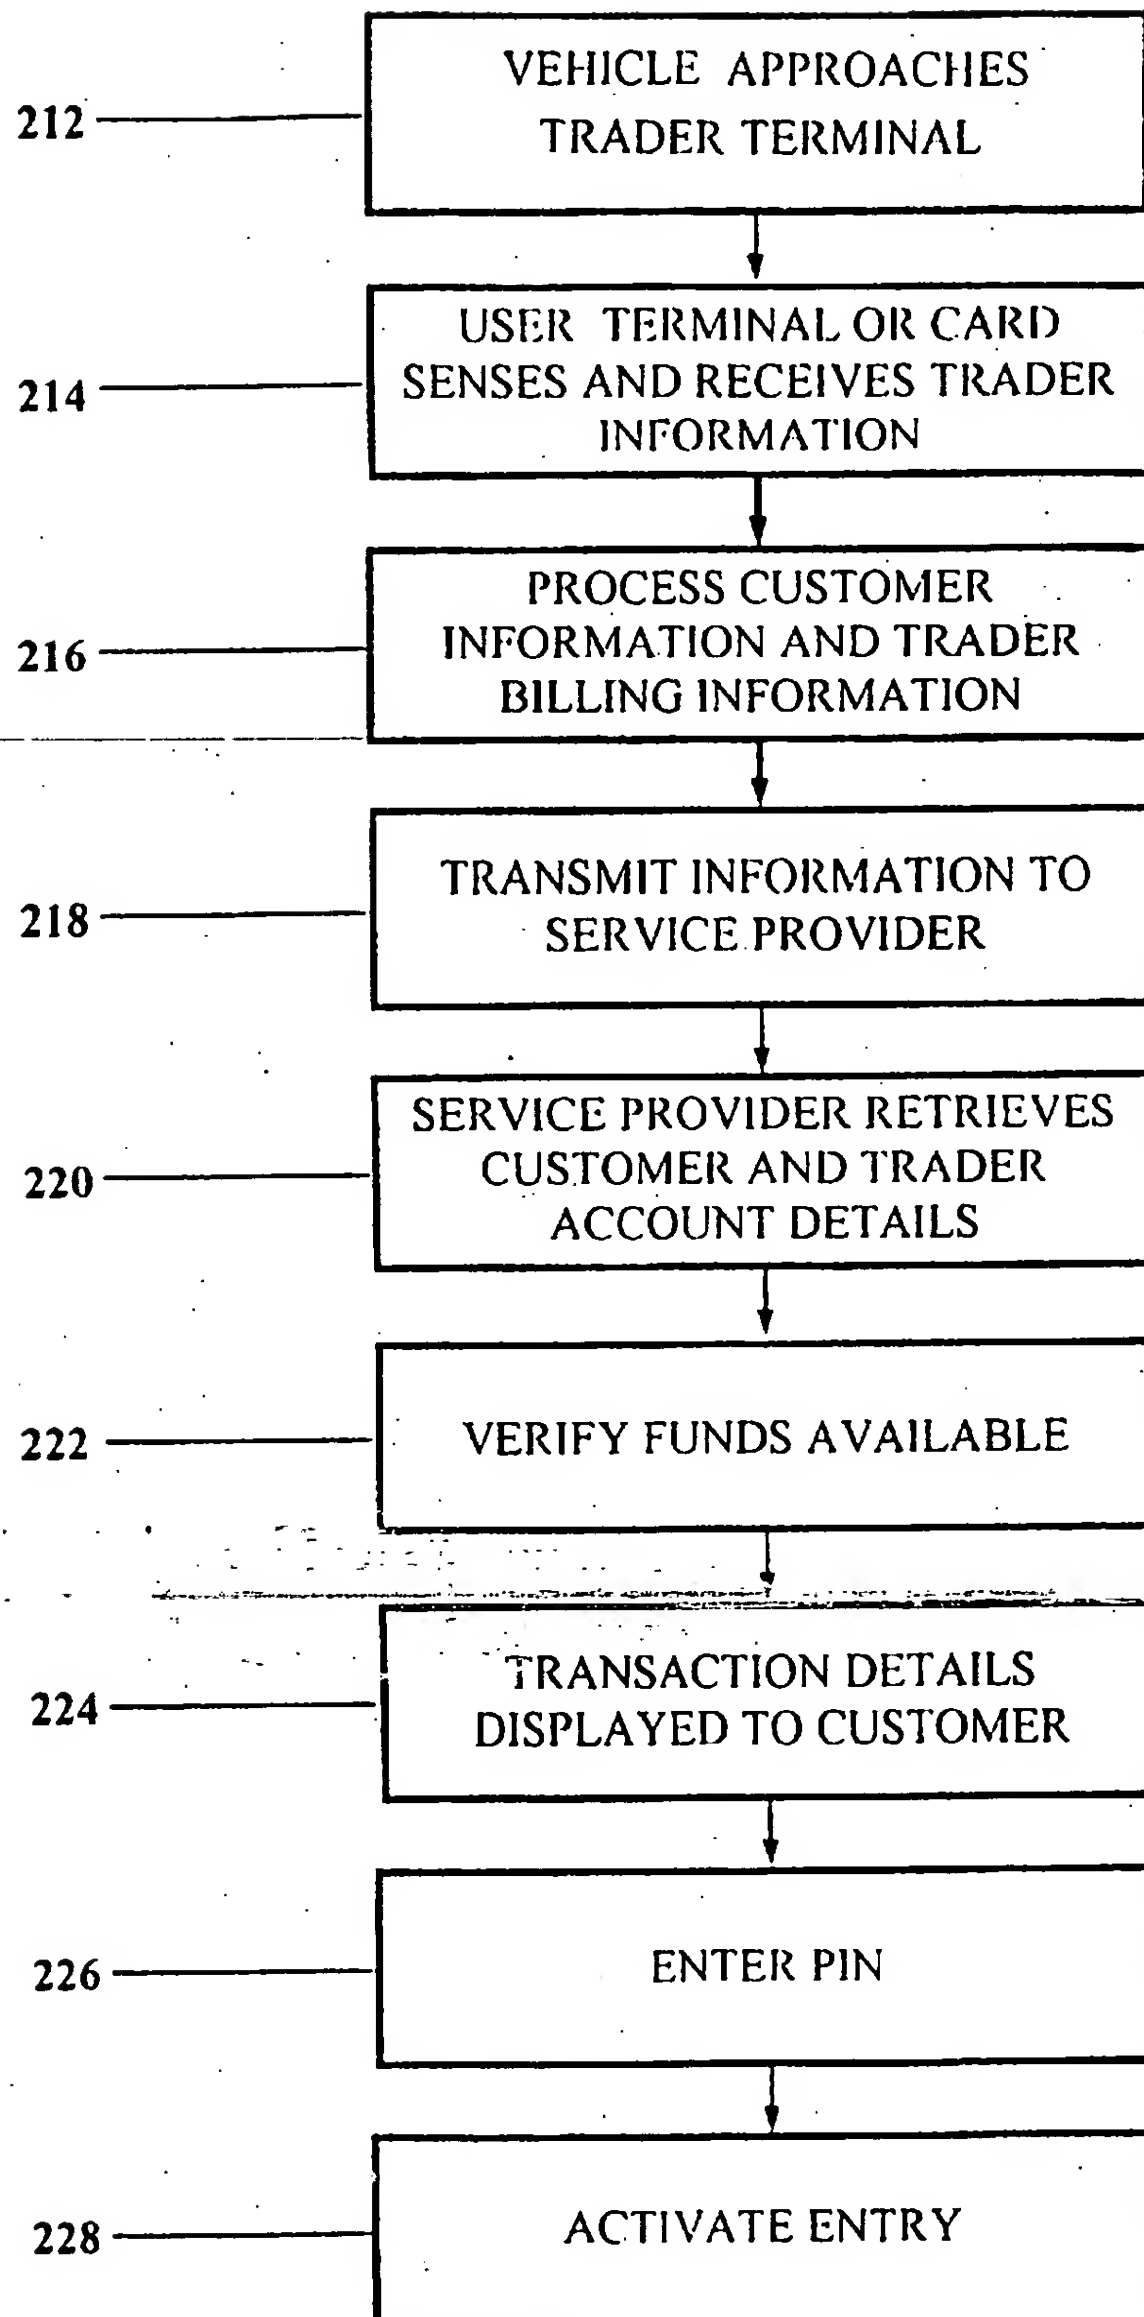 212
VEHICLE APPROACHES
TRADER TERMINAL
214
USER TERMINAL OR CARD
SENSES AND RECEIVES TRADER
INFORMATION
216
PROCESS CUSTOMER
INFORMATION AND TRADER
BILLING INFORMATION
218
TRANSMIT INFORMATION TO
SERVICE PROVIDER
220
SERVICE PROVIDER RETRIEVES
CUSTOMER AND TRADER
ACCOUNT DETAILS
222
VERIFY FUNDS AVAILABLE
224
TRANSACTION DETAILS
DISPLAYED TO CUSTOMER
226
ENTER PIN
228
ACTIVATE ENTRY